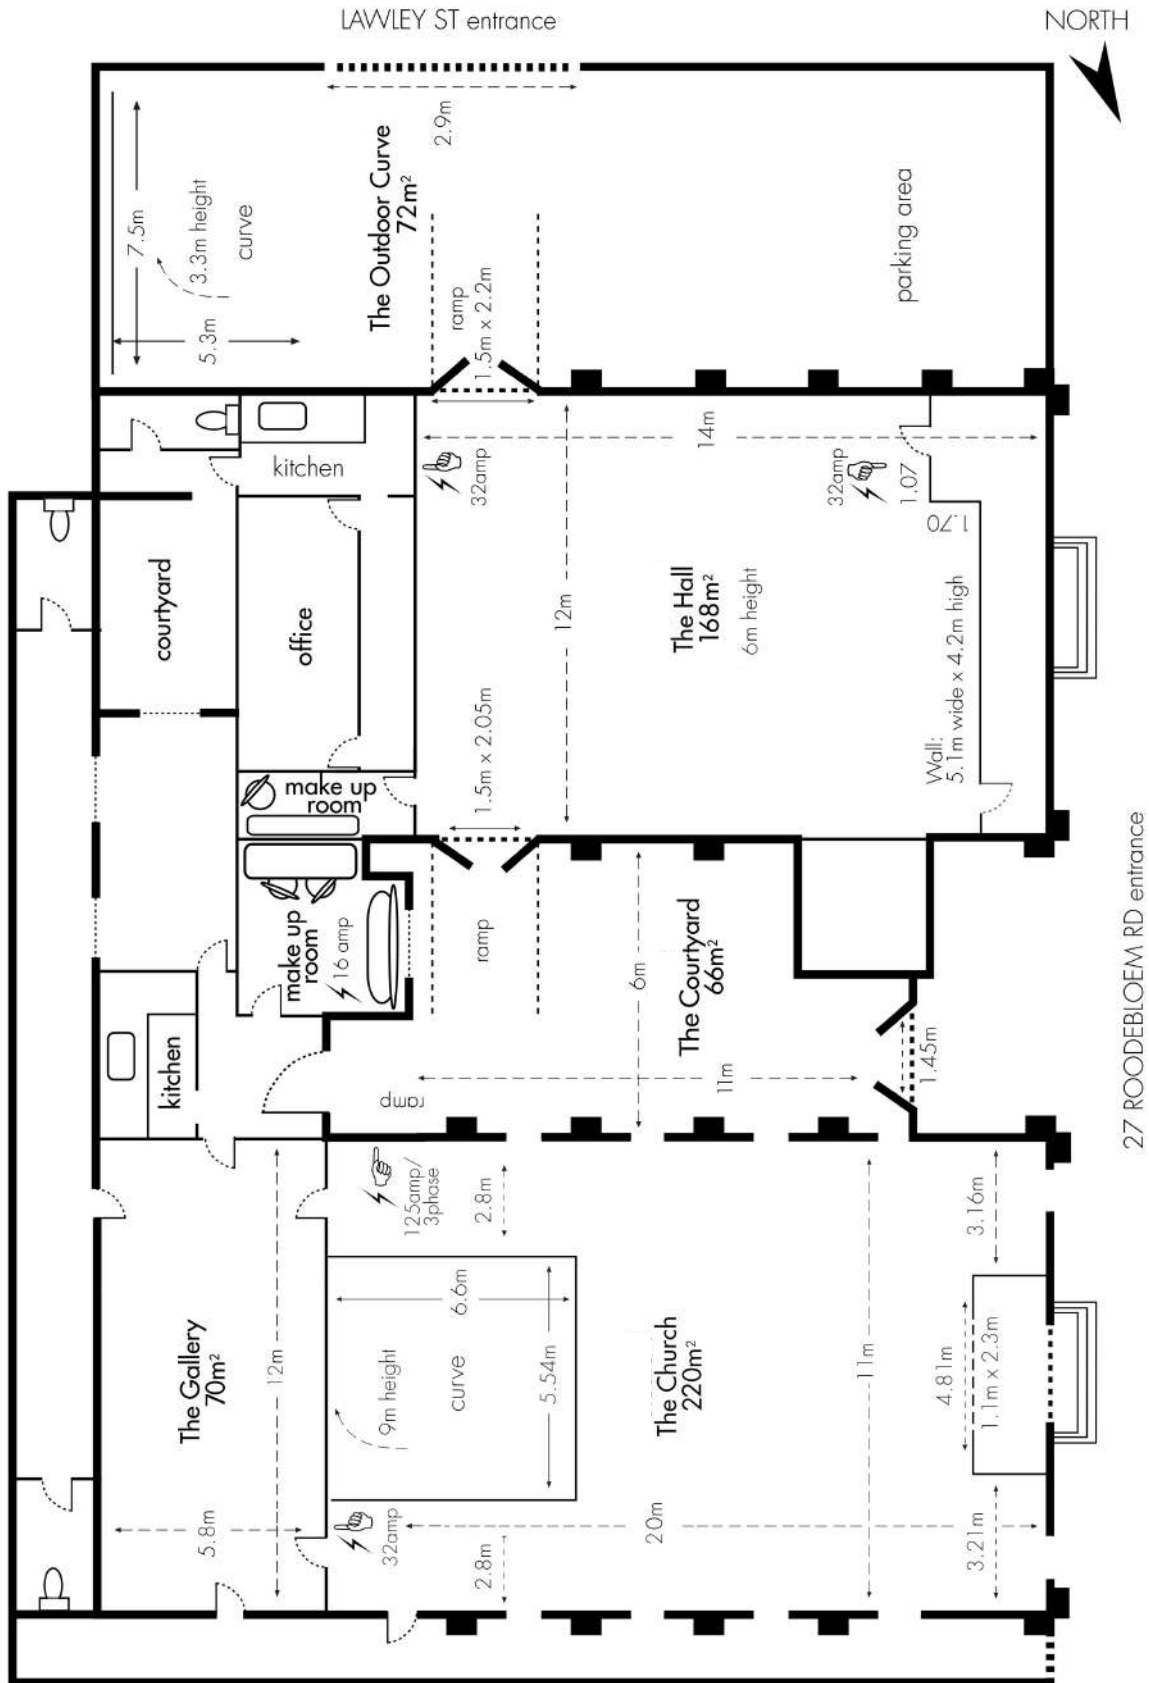 LAWLEY ST entrance
NORTH
2.9m
The Outdoor Curve
72m²
7.5m
3.3m height
curve
5.3m
ramp
1.5m x 2.2m
parking area
kitchen
32amp
14m
32amp
1.07
1.70
courtyard
office
12m
The Hall
168m²
6m height
Wall:
5.1m wide x 4.2m high
1.5m x 2.05m
make up
room
make up
room
16 amp
ramp
6m
The Courtyard
66m²
11m
1.45m
ramp
kitchen
27 ROODEBLOEM RD entrance
125amp/
3phase
2.8m
3.16m
The Gallery
70m²
12m
5.8m
6.6m
9m height
curve
5.54m
The Church
220m²
11m
4.81m
1.1m x 2.3m
32amp
2.8m
20m
3.21m